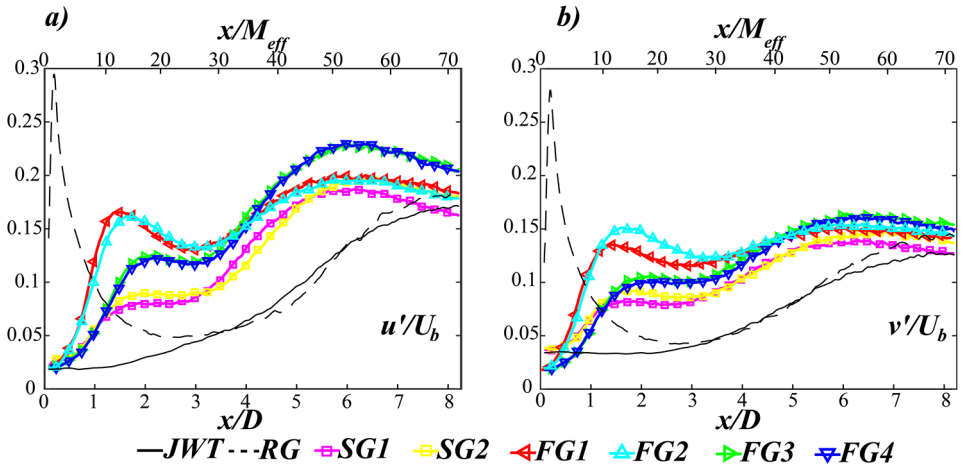 a)
x/M_eff
0 10 20 30 40 50 60 70
0.3
0.25
0.2
0.15
0.1
0.05
0
u'/U_b
0 1 2 3 4 5 6 7 8
x/D
b)
x/M_eff
0 10 20 30 40 50 60 70
0.3
0.25
0.2
0.15
0.1
0.05
0
v'/U_b
0 1 2 3 4 5 6 7 8
x/D
JWT RG SG1 SG2 FG1 FG2 FG3 FG4